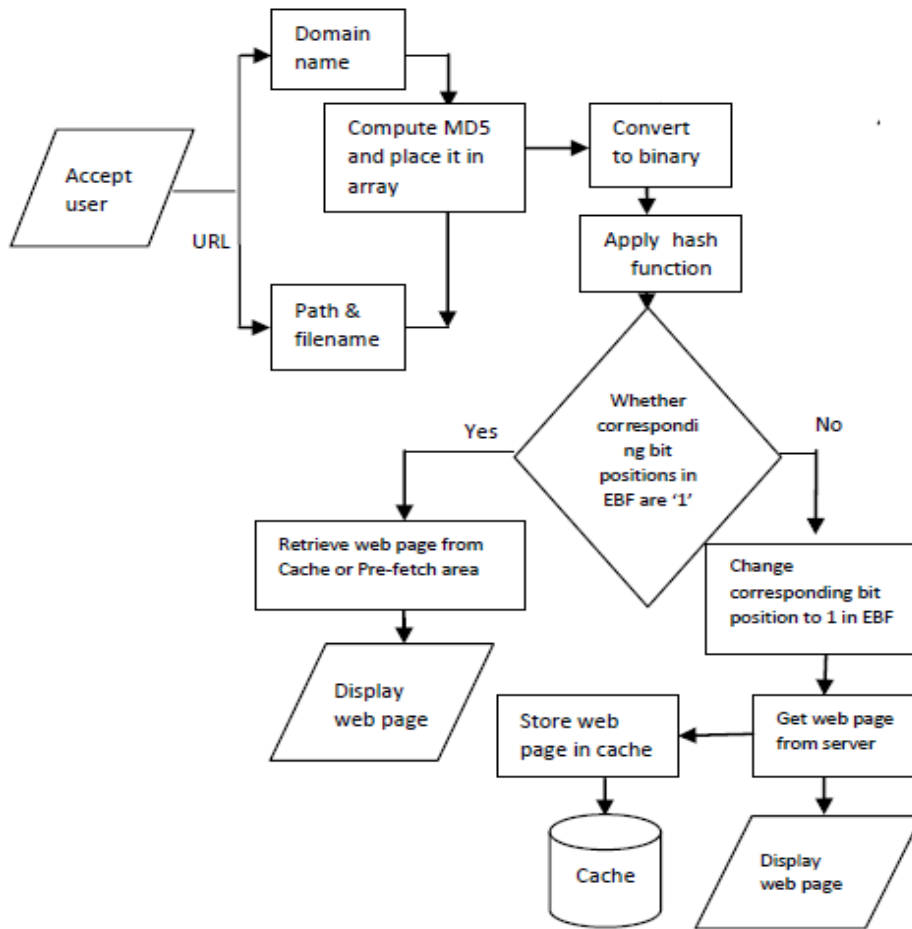 Domain
name
Compute MD5
and place it in
array
Convert
to binary
Accept
user
URL
Apply hash
function
Path &
filename
Whether
correspondi
ng bit
positions in
EBF are ‘1’
Yes
No
Retrieve web page from
Cache or Pre-fetch area
Change
corresponding bit
position to 1 in EBF
Display
web page
Store web
page in cache
Get web page
from server
Cache
Display
web page